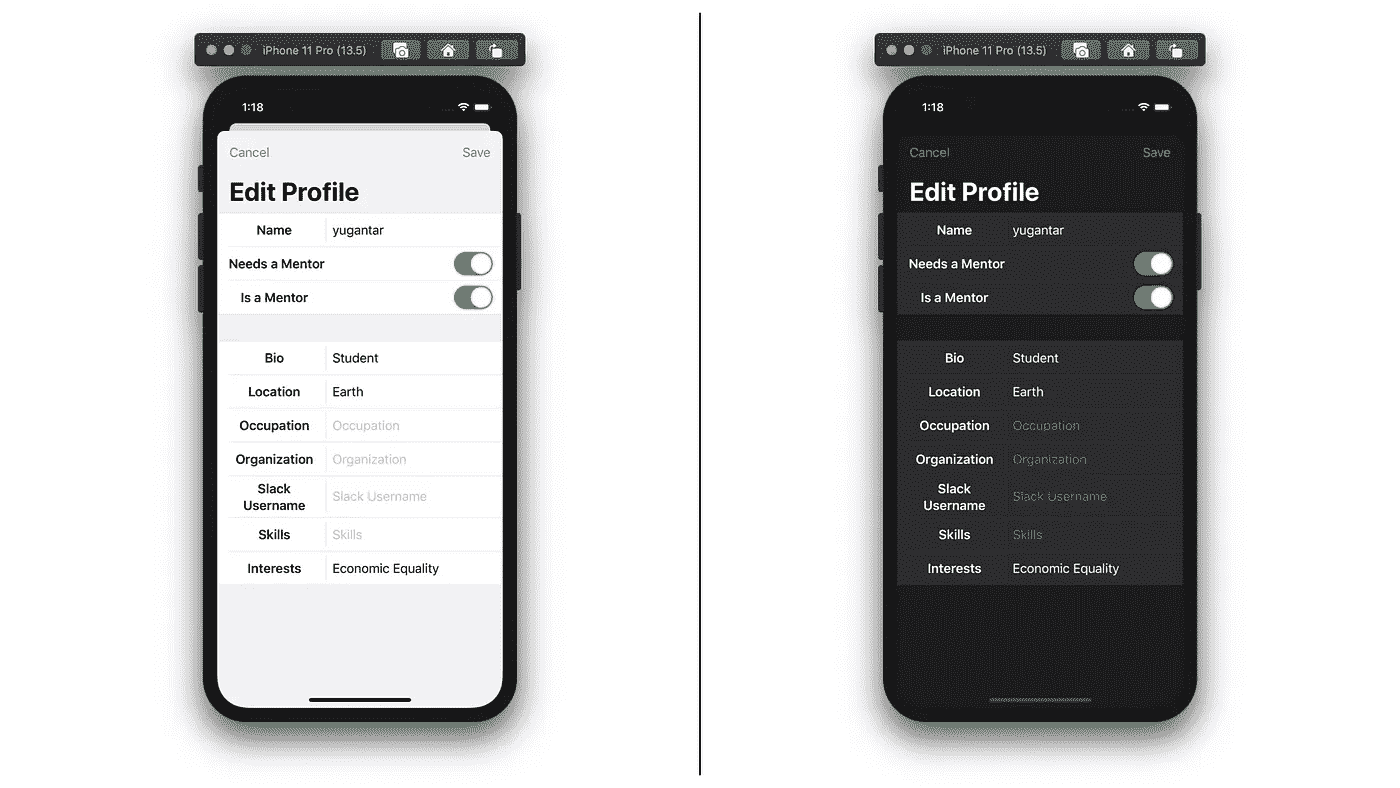 iPhone 11 Pro (13.5)
1:18
Cancel Save
Edit Profile
Name yugantar
Needs a Mentor
Is a Mentor
Bio Student
Location Earth
Occupation Occupation
Organization Organization
Slack
Username Slack Username
Skills Skills
Interests Economic Equality
iPhone 11 Pro (13.5)
1:18
Cancel Save
Edit Profile
Name yugantar
Needs a Mentor
Is a Mentor
Bio Student
Location Earth
Occupation Occupation
Organization Organization
Slack
Username Slack Username
Skills Skills
Interests Economic Equality